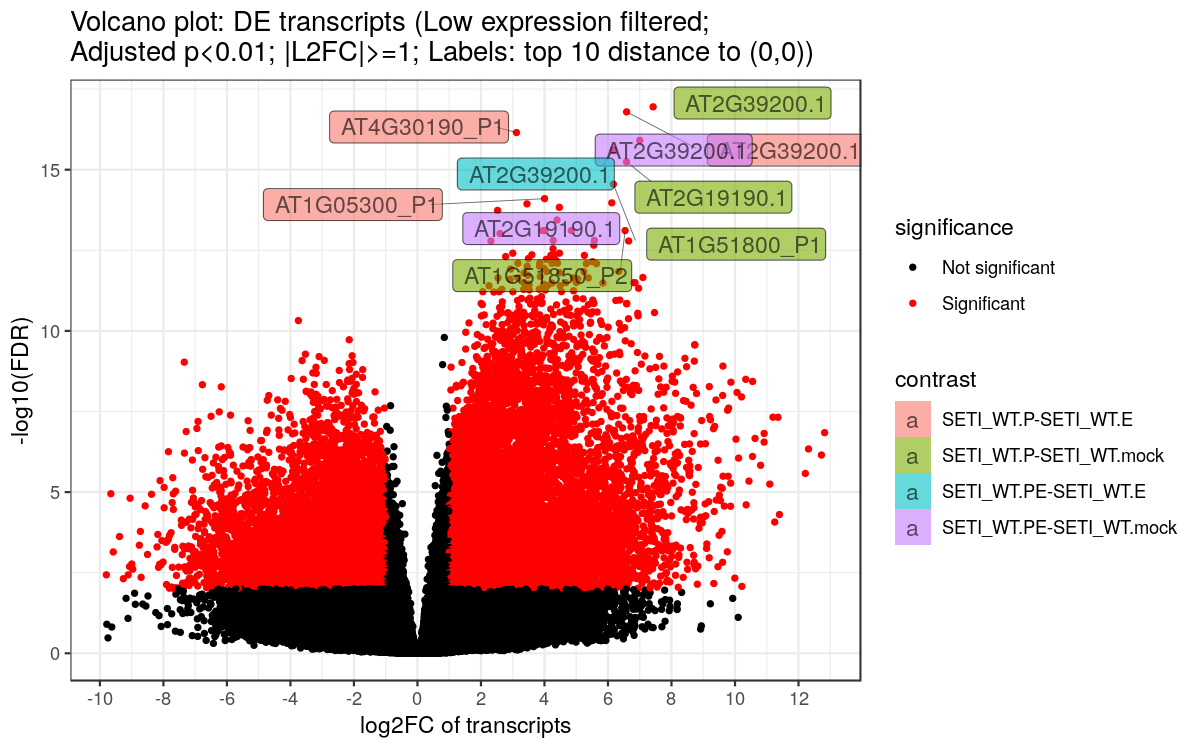 Volcano plot: DE transcripts (Low expression filtered;
Adjusted p<0.01; |L2FC|>=1; Labels: top 10 distance to (0,0))
AT2G39200.1
AT4G30190_P1
AT2G39200.1
AT2G39200.1
AT2G39200.1
AT2G19190.1
AT1G05300_P1
AT2G19190.1
AT1G51800_P1
AT1G51850_P2
15
10
5
0
-log10(FDR)
-10
-8
-6
-4
-2
0
2
4
6
8
10
12
log2FC of transcripts
significance
Not significant
Significant
contrast
a SETI_WT.P-SETI_WT.E
a SETI_WT.P-SETI_WT.mock
a SETI_WT.PE-SETI_WT.E
a SETI_WT.PE-SETI_WT.mock